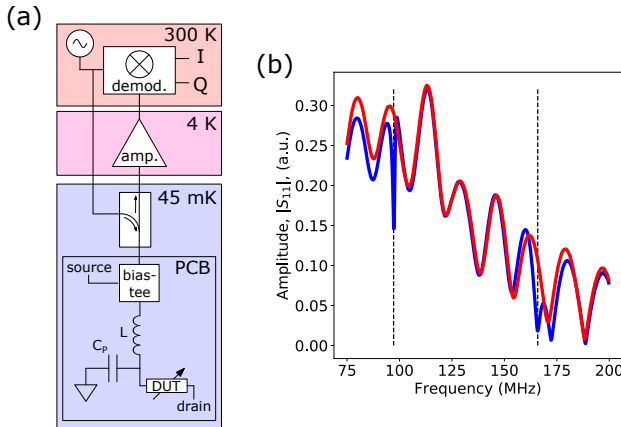 (a)
300 K
I
Q
demod.
4 K
amp.
45 mK
PCB
source
bias-
tee
L
C_P
DUT
drain
(b)
Amplitude, |S₁₁|, (a.u.)
0.30
0.25
0.20
0.15
0.10
0.05
0.00
75 100 125 150 175 200
Frequency (MHz)